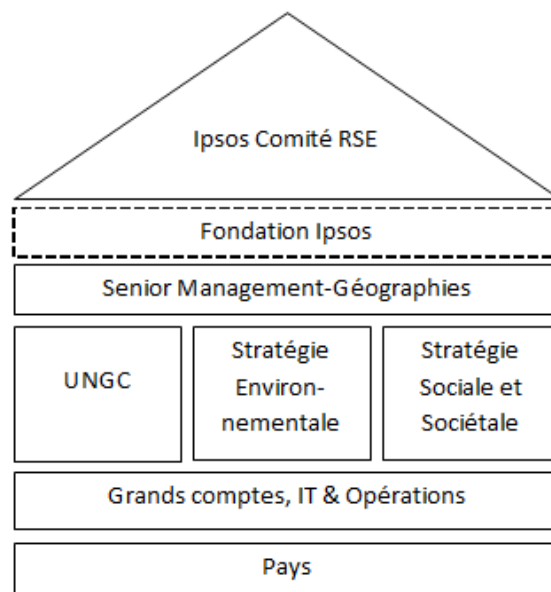 Ipsos Comité RSE
Fondation Ipsos
Senior Management-Géographies
UNGC
Stratégie
Environ-
nementale
Stratégie
Sociale et
Sociétale
Grands comptes, IT & Opérations
Pays